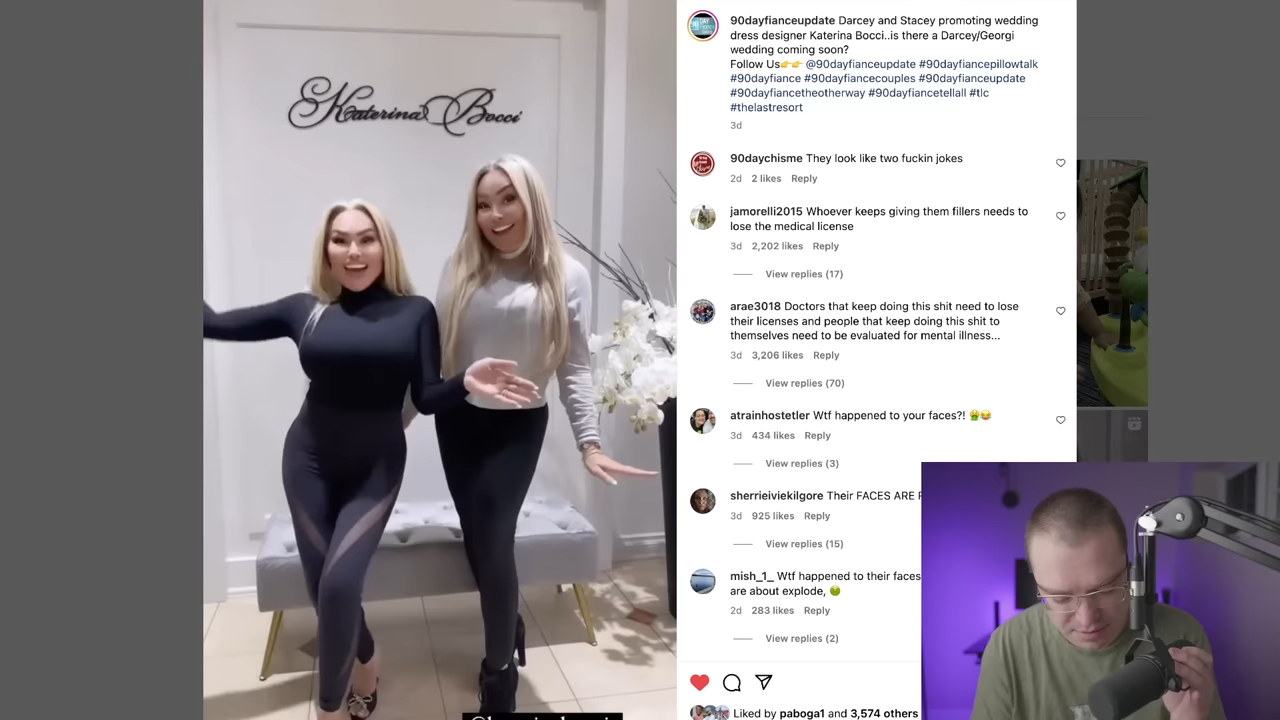 Katerina Bocci
90dayfianceupdate Darcey and Stacey promoting wedding
dress designer Katerina Bocci..is there a Darcey/Georgi
wedding coming soon?
Follow Us👉👉 @90dayfianceupdate #90dayfiancepillowtalk
#90dayfiance #90dayfiancecouples #90dayfianceupdate
#90dayfiancetheotherway #90dayfiancetellall #tlc
#thelastresort
3d
90daychisme They look like two fuckin jokes
2d 2 likes Reply
jamorelli2015 Whoever keeps giving them fillers needs to
lose the medical license
3d 2,202 likes Reply
View replies (17)
arae3018 Doctors that keep doing this shit need to lose
their licenses and people that keep doing this shit to
themselves need to be evaluated for mental illness...
3d 3,206 likes Reply
View replies (70)
atrainhostetler Wtf happened to your faces?! 🤮😂
3d 434 likes Reply
View replies (3)
sherrieiviekilgore Their FACES ARE
3d 925 likes Reply
View replies (15)
mish_1_ Wtf happened to their faces
are about explode, 🤢
2d 283 likes Reply
View replies (2)
Liked by paboga1 and 3,574 others